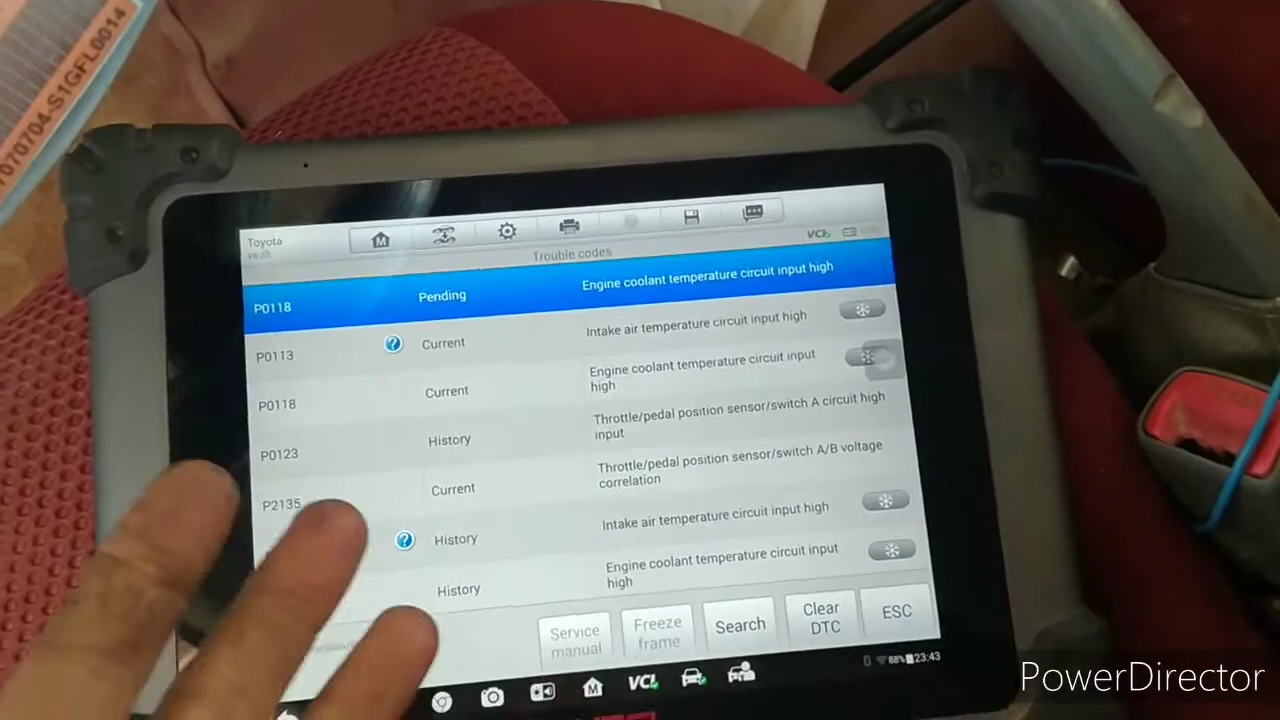 070704-S1GFL0014
Toyota
VCI
Trouble codes
P0118 Pending Engine coolant temperature circuit input high
P0113 Current Intake air temperature circuit input high
P0118 Current Engine coolant temperature circuit input
high
P0123 History Throttle/pedal position sensor/switch A circuit high
input
P2135 Current Throttle/pedal position sensor/switch A/B voltage
correlation
History Intake air temperature circuit input high
History Engine coolant temperature circuit input
high
Service
manual
Freeze
frame
Search
Clear
DTC
ESC
VCI
88% 23:43
PowerDirector